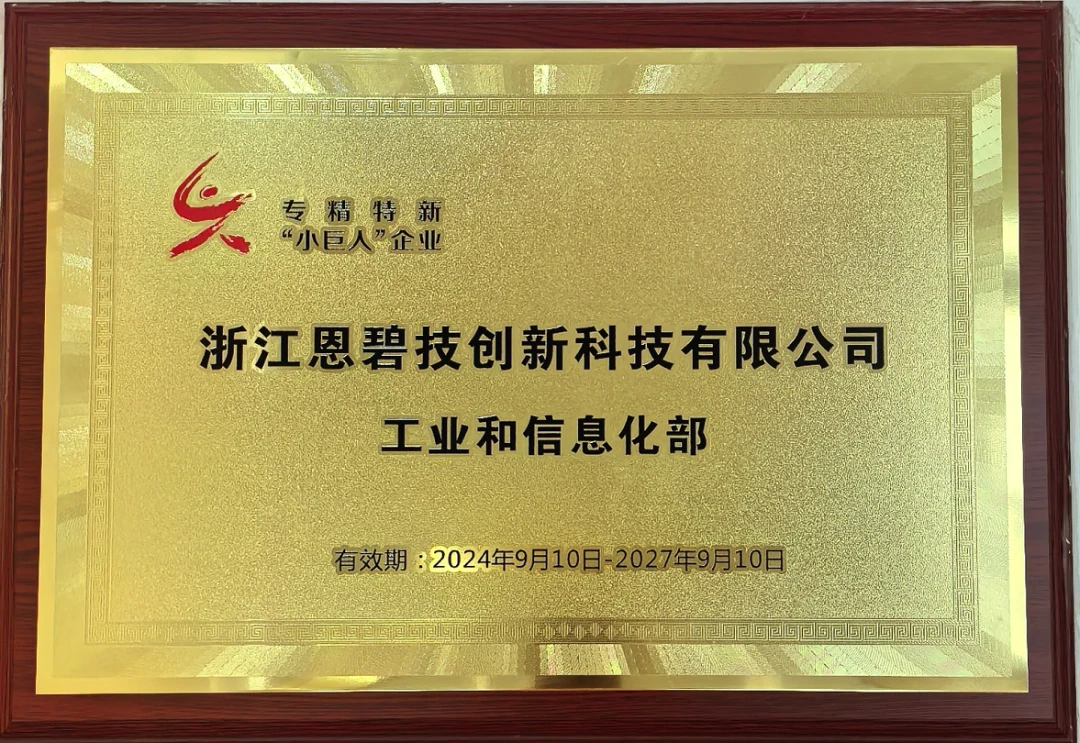 专精特新
“小巨人”企业
浙江恩碧技创新科技有限公司
工业和信息化部
有效期：2024年9月10日-2027年9月10日